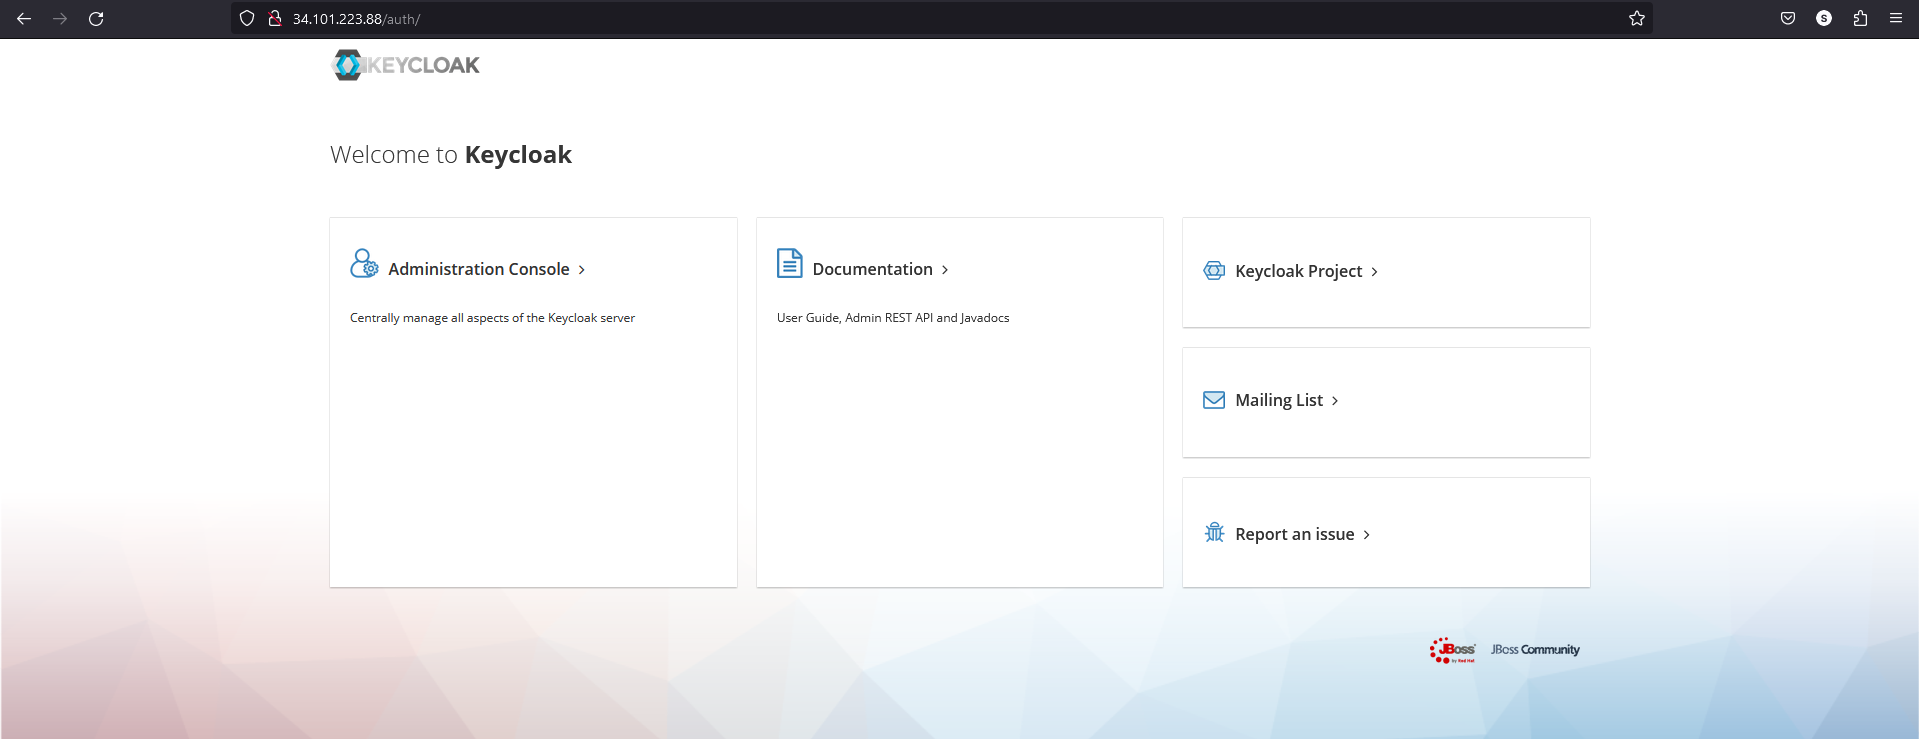 34.101.223.88/auth/
KEYCLOAK
Welcome to Keycloak
Administration Console
Centrally manage all aspects of the Keycloak server
Documentation
User Guide, Admin REST API and Javadocs
Keycloak Project
Mailing List
Report an issue
JBoss by Red Hat
JBoss Community
S